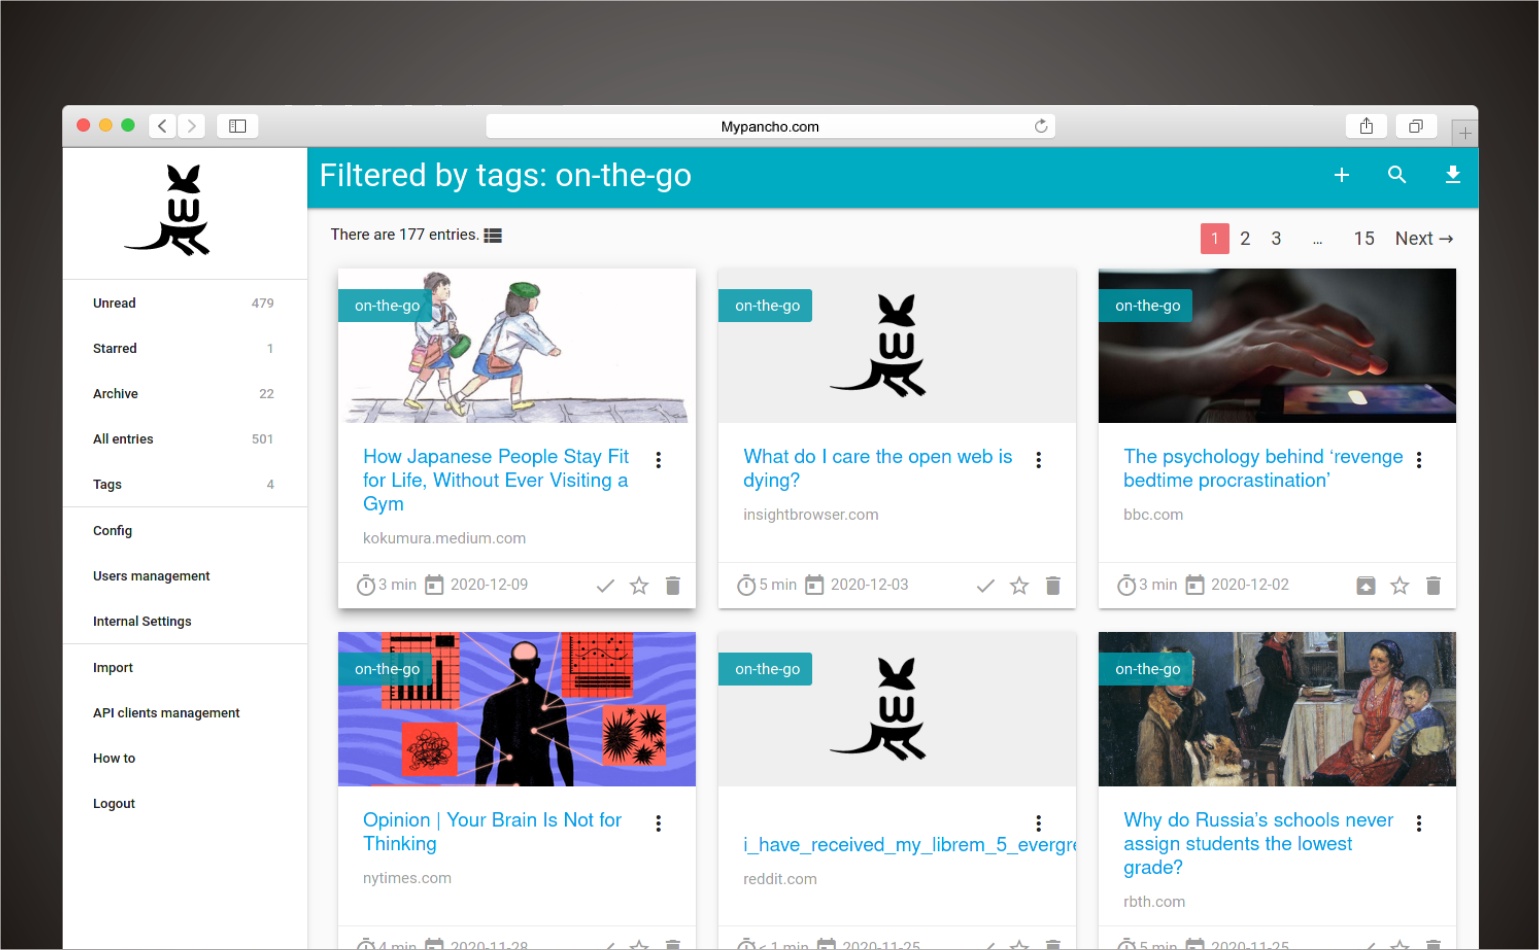 Mypancho.com
Filtered by tags: on-the-go
There are 177 entries.
1 2 3 ... 15 Next →
w
Unread 479
Starred 1
Archive 22
All entries 501
Tags 4
Config
Users management
Internal Settings
Import
API clients management
How to
Logout
on-the-go
How Japanese People Stay Fit
for Life, Without Ever Visiting a
Gym
kokumura.medium.com
3 min 2020-12-09
on-the-go
w
What do I care the open web is
dying?
insightbrowser.com
5 min 2020-12-03
on-the-go
The psychology behind ‘revenge
bedtime procrastination’
bbc.com
3 min 2020-12-02
on-the-go
Opinion | Your Brain Is Not for
Thinking
nytimes.com
4 min 2020-11-28
on-the-go
w
i_have_received_my_librem_5_evergre
reddit.com
< 1 min 2020-11-25
on-the-go
Why do Russia’s schools never
assign students the lowest
grade?
rbth.com
5 min 2020-11-25